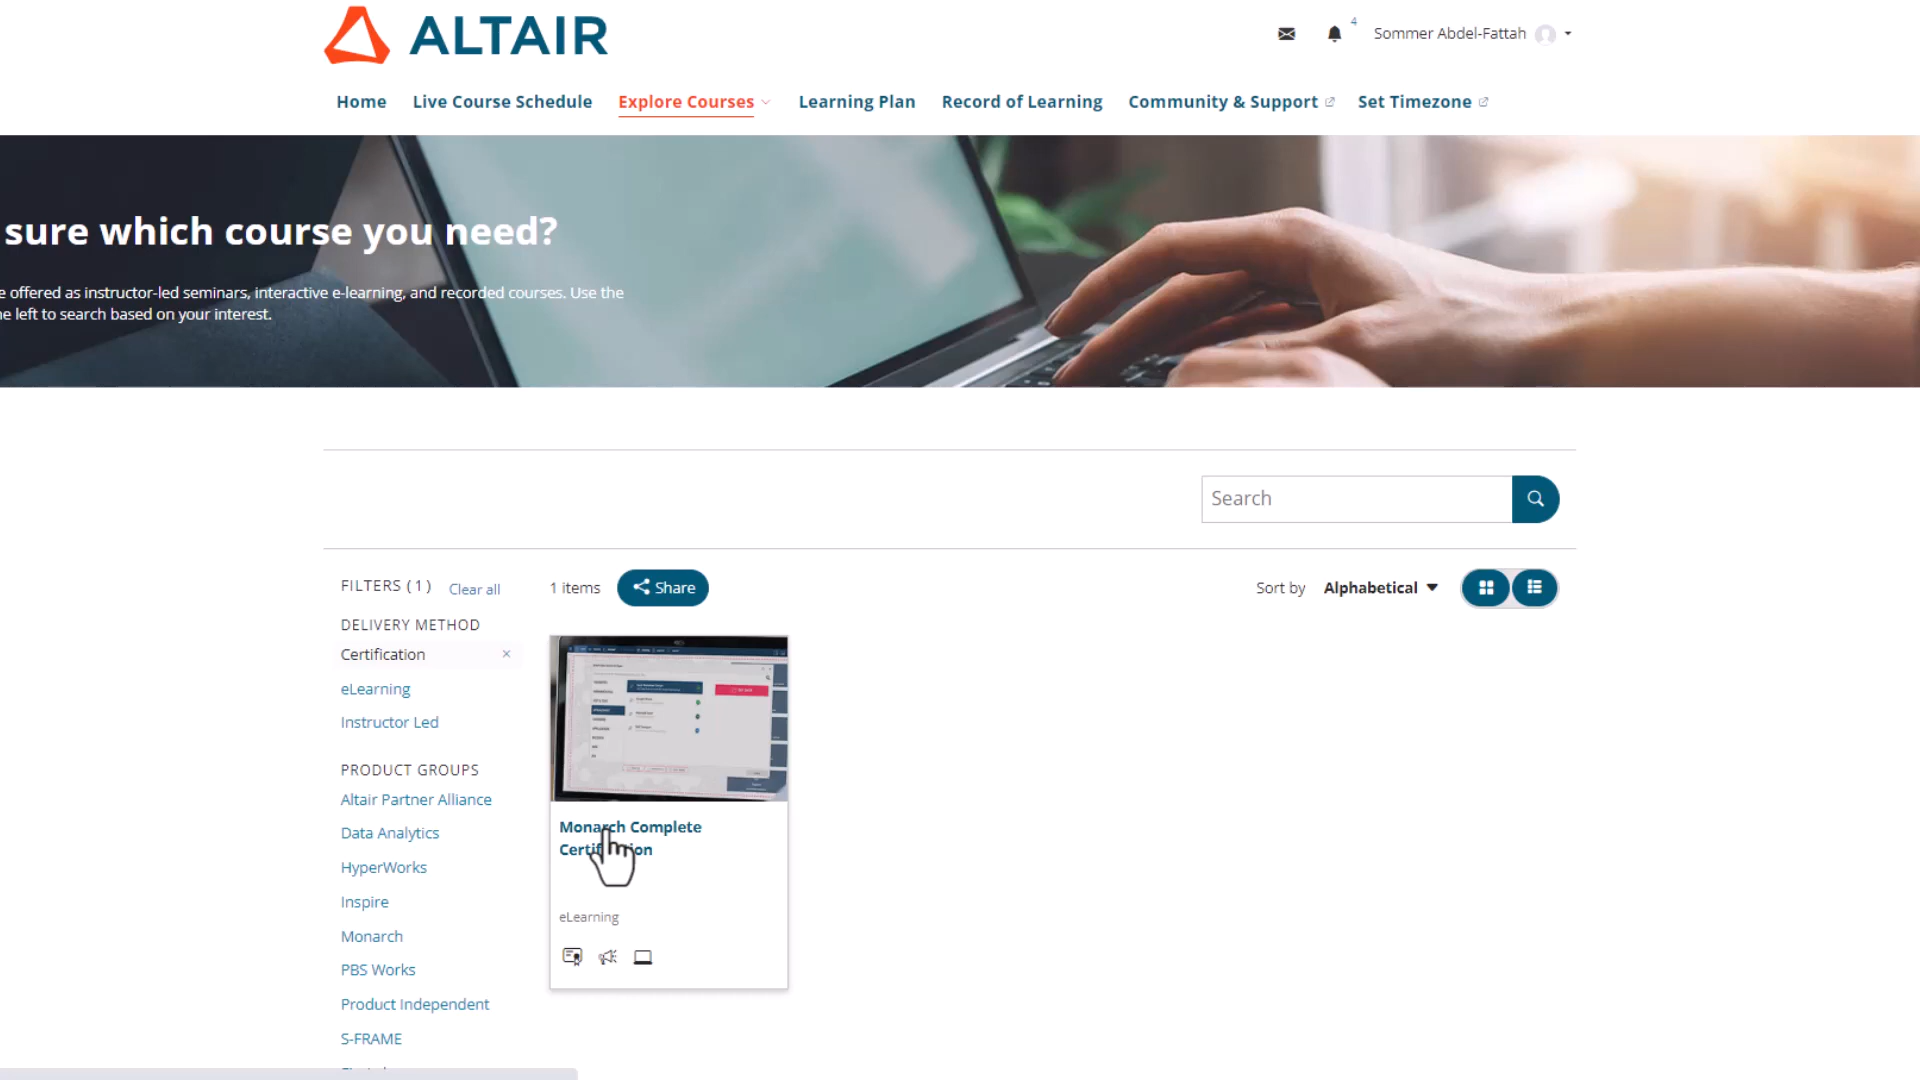 ALTAIR
4
Sommer Abdel-Fattah
Home Live Course Schedule Explore Courses Learning Plan Record of Learning Community & Support Set Timezone
sure which course you need?
e offered as instructor-led seminars, interactive e-learning, and recorded courses. Use the
e left to search based on your interest.
Search
FILTERS (1) Clear all
1 items Share
Sort by Alphabetical
DELIVERY METHOD
Certification ×
eLearning
Instructor Led
PRODUCT GROUPS
Altair Partner Alliance
Data Analytics
HyperWorks
Inspire
Monarch
PBS Works
Product Independent
S-FRAME
Monarch Complete
Certification
eLearning